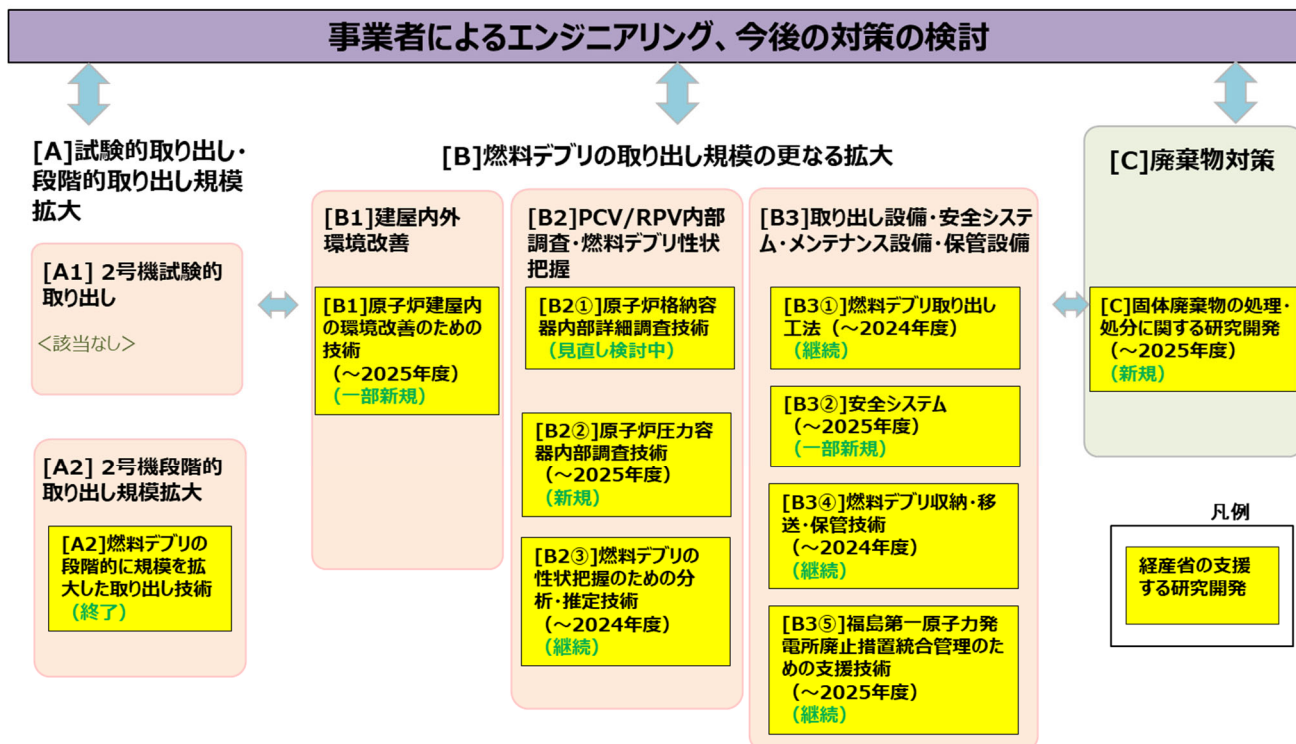 事業者によるエンジニアリング、今後の対策の検討
[A]試験的取り出し・
段階的取り出し規模
拡大
[A1] 2号機試験的
取り出し
＜該当なし＞
[A2] 2号機段階的
取り出し規模拡大
[A2]燃料デブリの
段階的に規模を拡
大した取り出し技術
（終了）
[B]燃料デブリの取り出し規模の更なる拡大
[B1]建屋内外
環境改善
[B1]原子炉建屋内
の環境改善のための
技術
（～2025年度）
（一部新規）
[B2]PCV/RPV内部
調査・燃料デブリ性状
把握
[B2①]原子炉格納容
器内部詳細調査技術
（見直し検討中）
[B2②]原子炉圧力容
器内部調査技術
（～2025年度）
（新規）
[B2③]燃料デブリの
性状把握のための分
析・推定技術
（～2024年度）
（継続）
[B3]取り出し設備・安全システ
ム・メンテナンス設備・保管設備
[B3①]燃料デブリ取り出し
工法（～2024年度）
（継続）
[B3②]安全システム
（～2025年度）
（一部新規）
[B3④]燃料デブリ収納・移
送・保管技術
（～2024年度）
（継続）
[B3⑤]福島第一原子力発
電所廃止措置統合管理のた
めの支援技術
（～2025年度）
（継続）
[C]廃棄物対策
[C]固体廃棄物の処理・
処分に関する研究開発
（～2025年度）
（新規）
凡例
経産省の支援
する研究開発